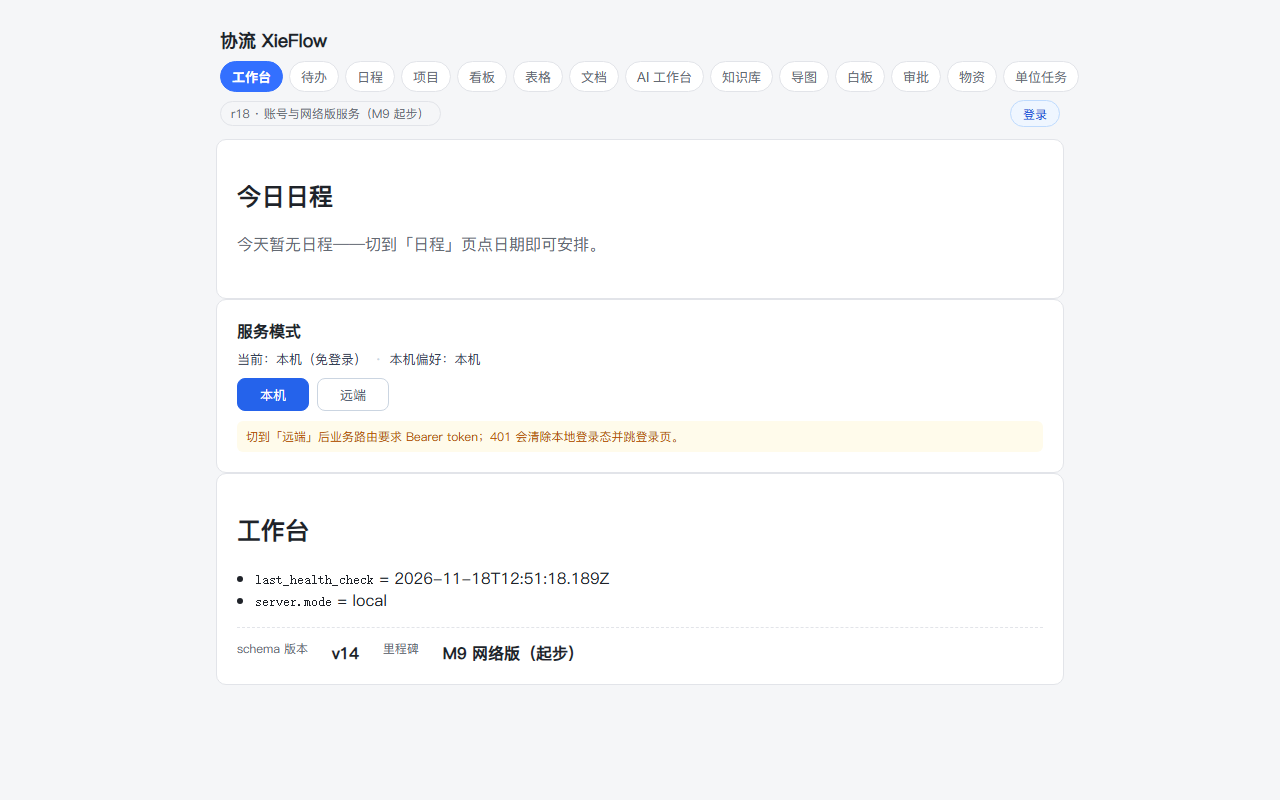 协流 XieFlow
工作台 待办 日程 项目 看板 表格 文档 AI 工作台 知识库 导图 白板 审批 物资 单位任务
r18 · 账号与网络版服务（M9 起步） 登录
今日日程
今天暂无日程——切到「日程」页点日期即可安排。
服务模式
当前：本机（免登录） · 本机偏好：本机
本机 远端
切到「远端」后业务路由要求 Bearer token；401 会清除本地登录态并跳登录页。
工作台
last_health_check = 2026-11-18T12:51:18.189Z
server.mode = local
schema 版本 v14 里程碑 M9 网络版（起步）